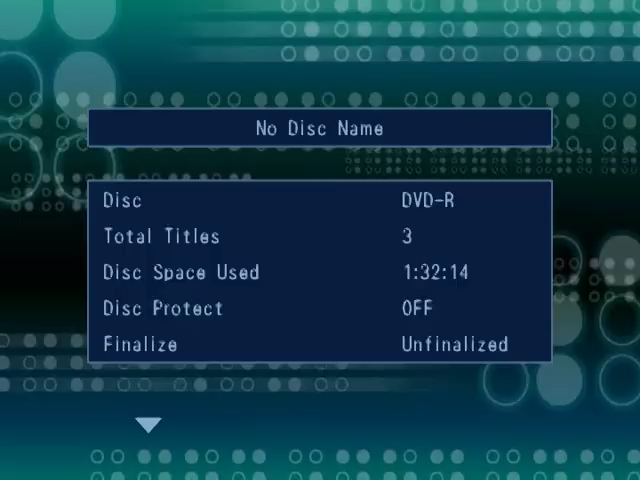 No Disc Name
Disc DVD-R
Total Titles 3
Disc Space Used 1:32:14
Disc Protect OFF
Finalize Unfinalized